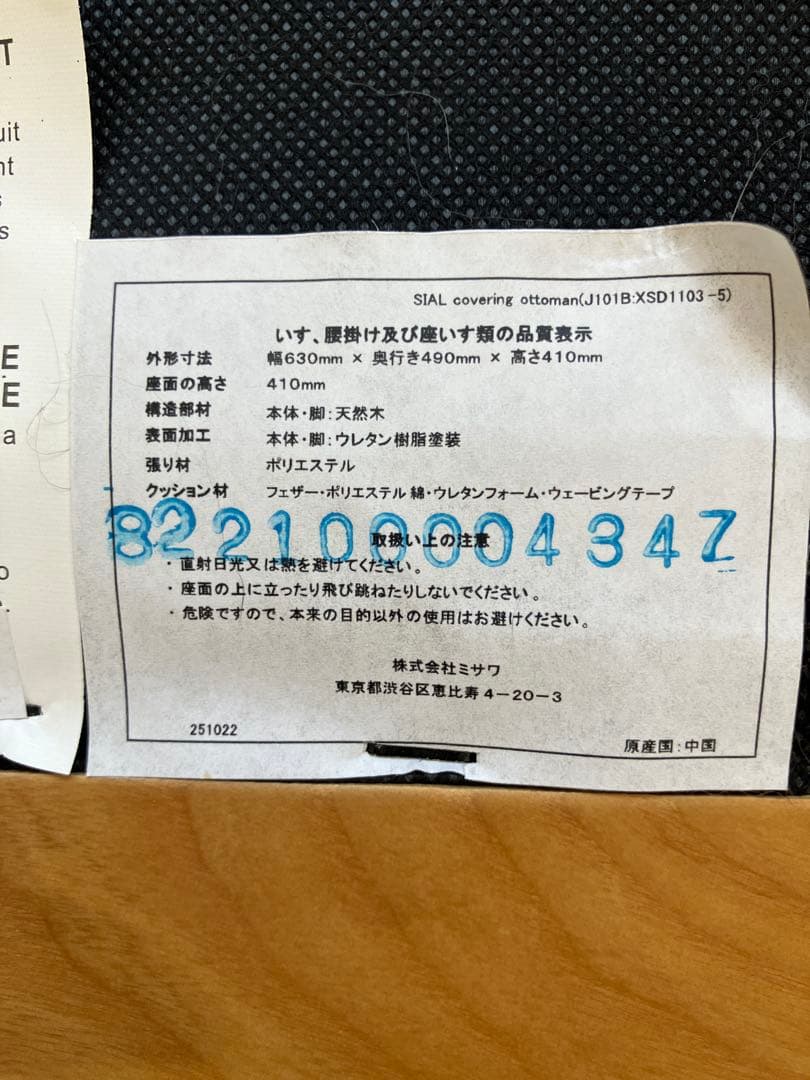 T
uit
nt
s
s
E
E
a
o
SIAL covering ottoman(J101B:XSD1103-5)
いす、腰掛け及び座いす類の品質表示
外形寸法 幅630mm × 奥行き490mm × 高さ410mm
座面の高さ 410mm
構造部材 本体・脚:天然木
表面加工 本体・脚:ウレタン樹脂塗装
張り材 ポリエステル
クッション材 フェザー・ポリエステル 綿・ウレタンフォーム・ウェービングテープ
取扱い上の注意
・直射日光又は熱を避けてください。
・座面の上に立ったり飛び跳ねたりしないでください。
・危険ですので、本来の目的以外の使用はお避けください。
株式会社ミサワ
東京都渋谷区恵比寿4-20-3
251022
原産国:中国